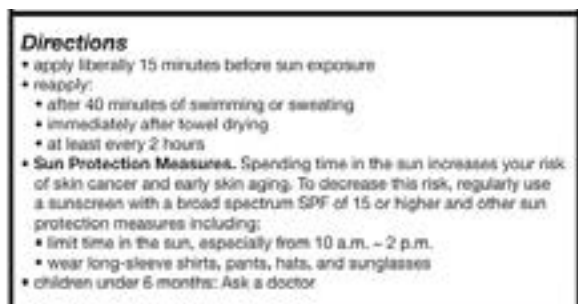 Directions
• apply liberally 15 minutes before sun exposure
• reapply:
• after 40 minutes of swimming or sweating
• immediately after towel drying
• at least every 2 hours
• Sun Protection Measures. Spending time in the sun increases your risk
of skin cancer and early skin aging. To decrease this risk, regularly use
a sunscreen with a broad spectrum SPF of 15 or higher and other sun
protection measures including:
• limit time in the sun, especially from 10 a.m. – 2 p.m.
• wear long-sleeve shirts, pants, hats, and sunglasses
• children under 6 months: Ask a doctor